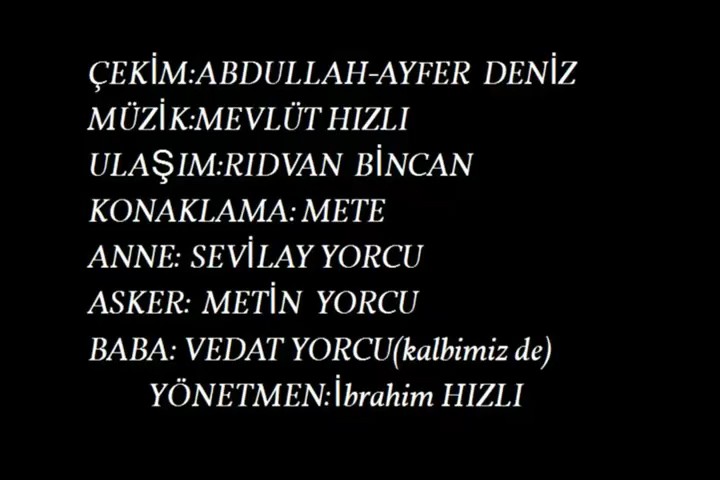 ÇEKİM:ABDULLAH-AYFER DENİZ
MÜZİK:MEVLÜT HIZLI
ULAŞIM:RIDVAN BİNCAN
KONAKLAMA: METE
ANNE: SEVİLAY YORCU
ASKER: METİN YORCU
BABA: VEDAT YORCU(kalbimiz de)
YÖNETMEN:İbrahim HIZLI